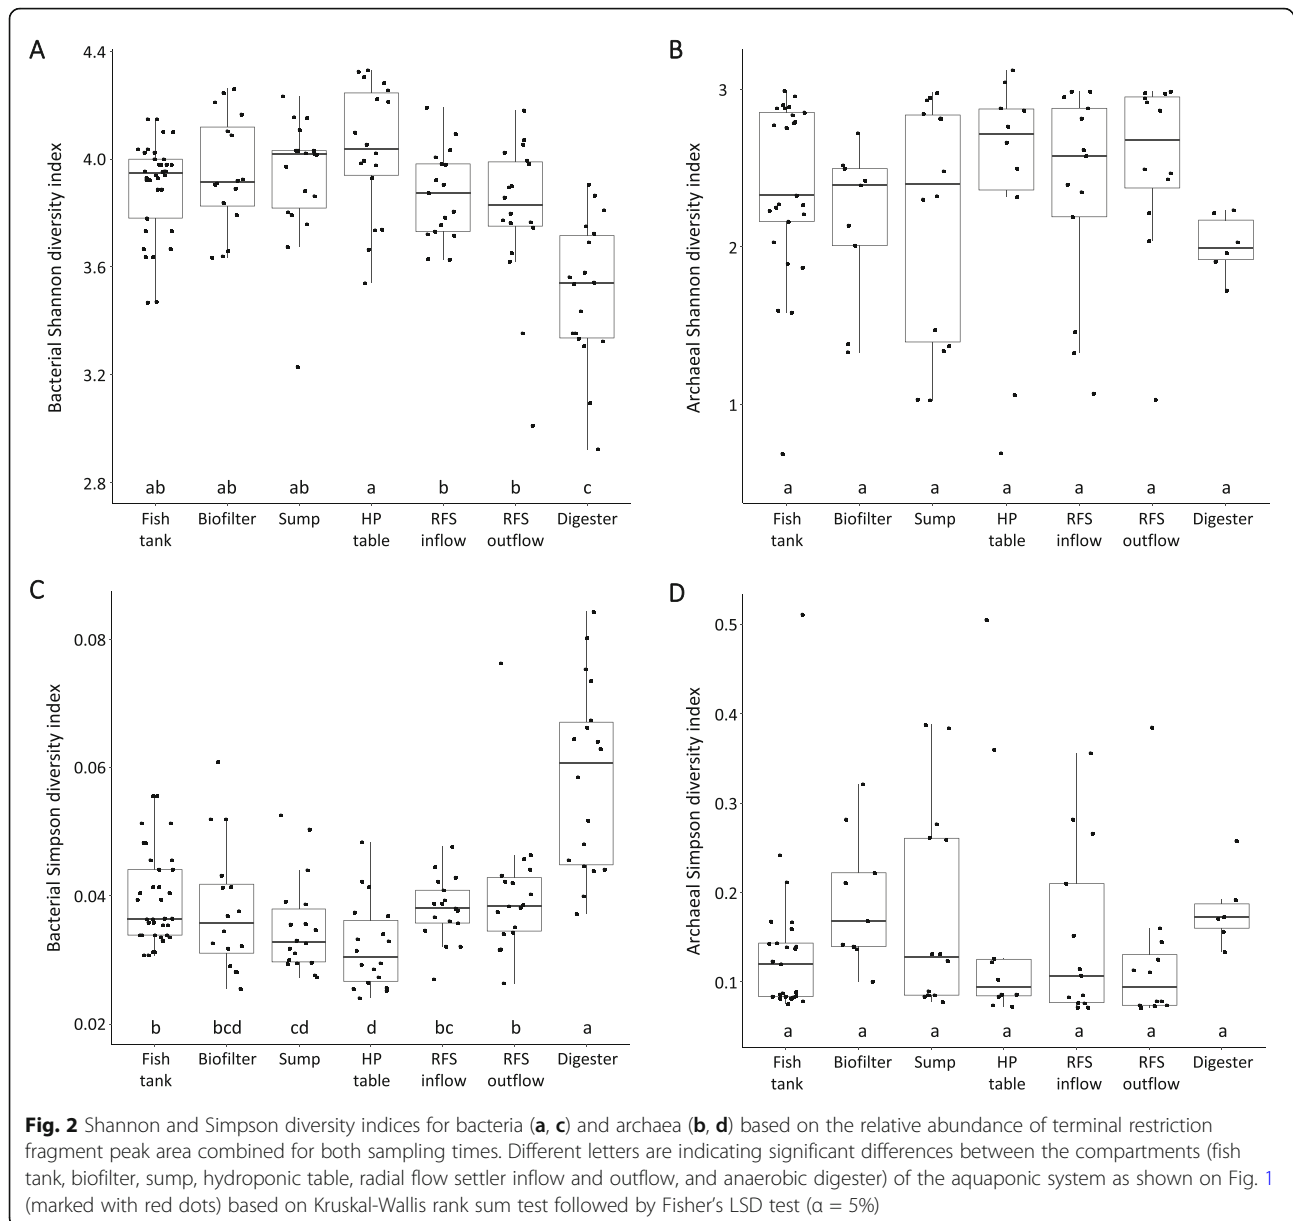 A
Bacterial Shannon diversity index
4.4
4.0
3.6
3.2
2.8
ab ab ab a b b c
Fish Biofilter Sump HP RFS RFS Digester
tank table inflow outflow
B
Archaeal Shannon diversity index
3
2
1
a a a a a a a
Fish Biofilter Sump HP RFS RFS Digester
tank table inflow outflow
C
Bacterial Simpson diversity index
0.08
0.06
0.04
0.02
b bcd cd d bc b a
Fish Biofilter Sump HP RFS RFS Digester
tank table inflow outflow
D
Archaeal Simpson diversity index
0.5
0.4
0.3
0.2
0.1
a a a a a a a
Fish Biofilter Sump HP RFS RFS Digester
tank table inflow outflow
Fig. 2 Shannon and Simpson diversity indices for bacteria (a, c) and archaea (b, d) based on the relative abundance of terminal restriction
fragment peak area combined for both sampling times. Different letters are indicating significant differences between the compartments (fish
tank, biofilter, sump, hydroponic table, radial flow settler inflow and outflow, and anaerobic digester) of the aquaponic system as shown on Fig. 1
(marked with red dots) based on Kruskal-Wallis rank sum test followed by Fisher's LSD test (α = 5%)